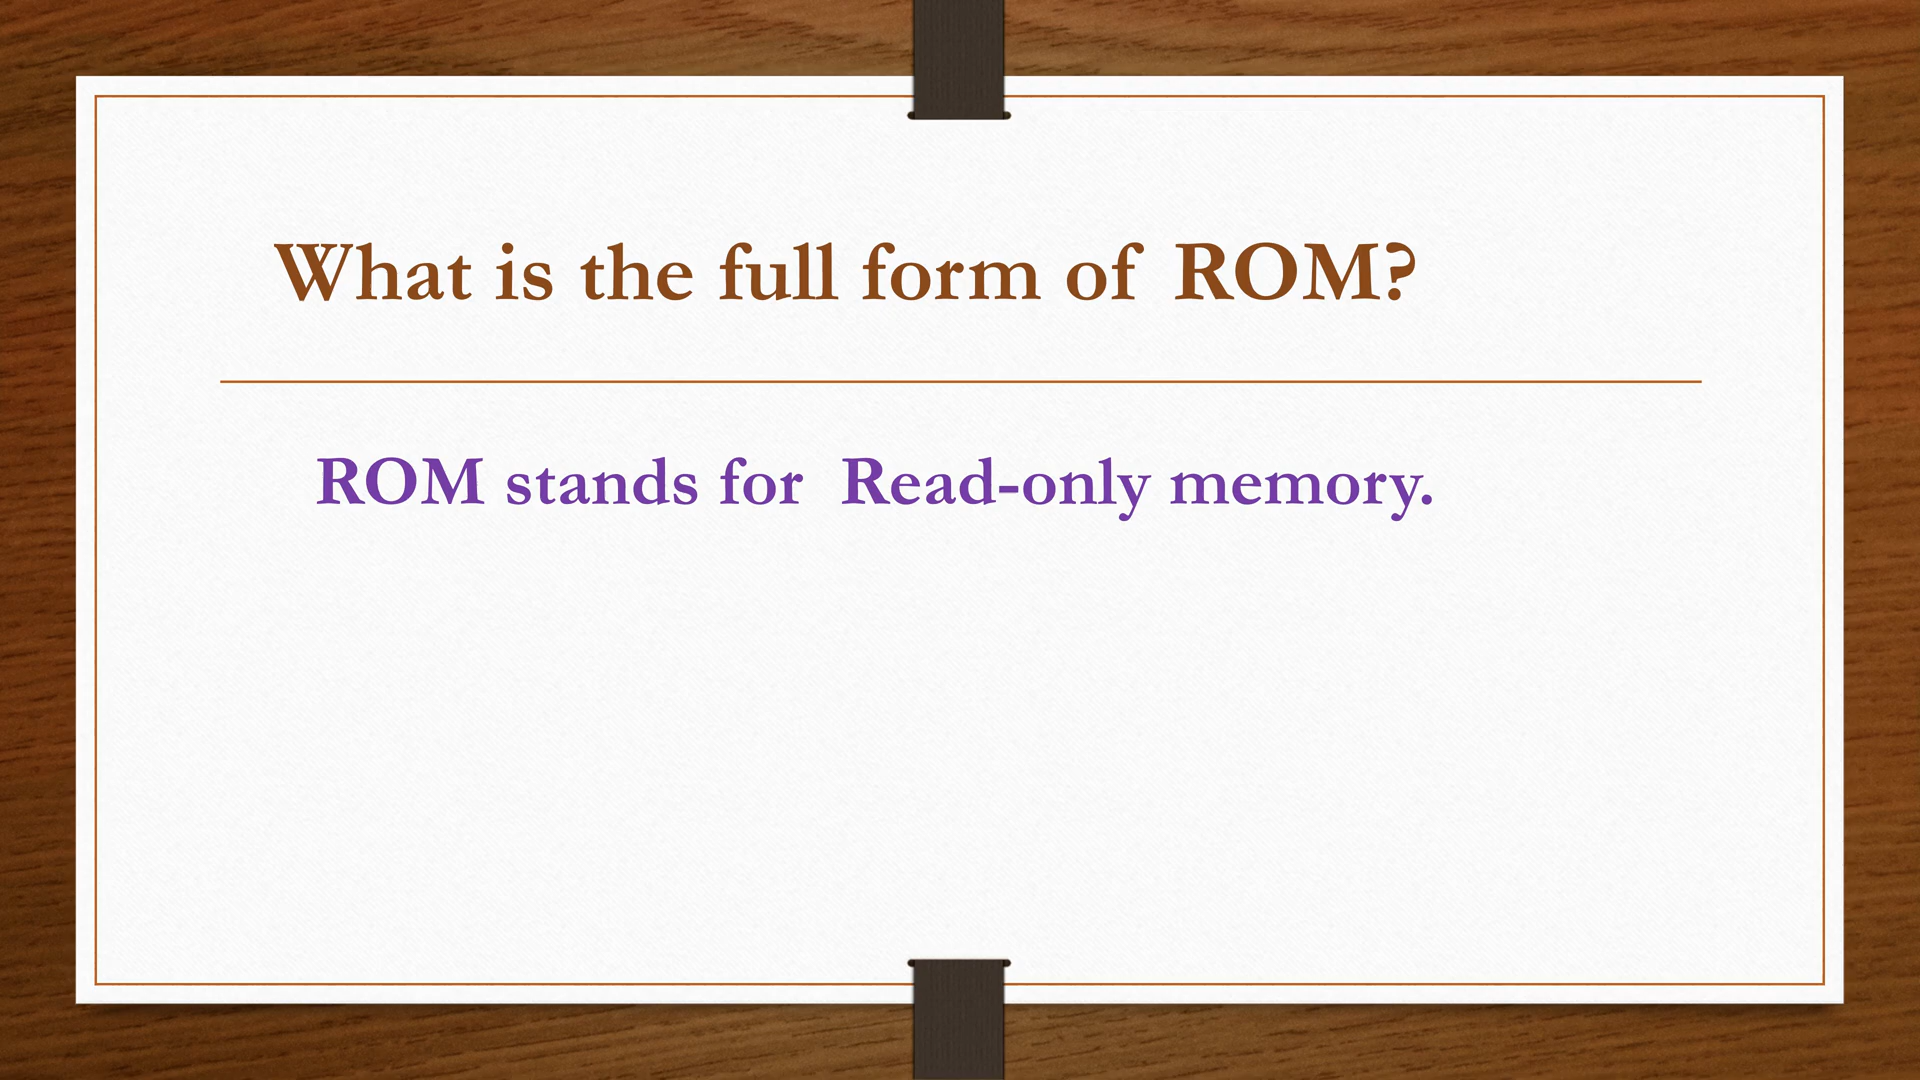 What is the full form of ROM?
ROM stands for  Read-only memory.